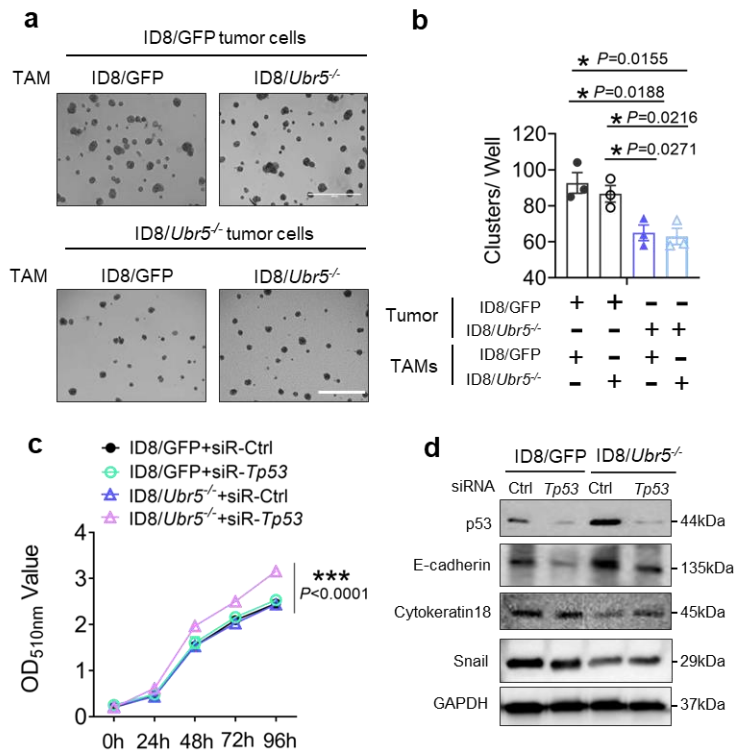 a
ID8/GFP tumor cells
TAM ID8/GFP ID8/Ubr5-/-
ID8/Ubr5-/- tumor cells
TAM ID8/GFP ID8/Ubr5-/-
b
* P=0.0155
* P=0.0188
* P=0.0216
* P=0.0271
Clusters/ Well
120
100
80
60
40
Tumor ID8/GFP + + - -
ID8/Ubr5-/- - - + +
TAMs ID8/GFP + - + -
ID8/Ubr5-/- - + - +
c
ID8/GFP+siR-Ctrl
ID8/GFP+siR-Tp53
ID8/Ubr5-/-+siR-Ctrl
ID8/Ubr5-/-+siR-Tp53
OD510nm Value
4
3
2
1
0
0h 24h 48h 72h 96h
***
P<0.0001
d
ID8/GFP ID8/Ubr5-/-
siRNA Ctrl Tp53 Ctrl Tp53
p53 44kDa
E-cadherin 135kDa
Cytokeratin18 45kDa
Snail 29kDa
GAPDH 37kDa